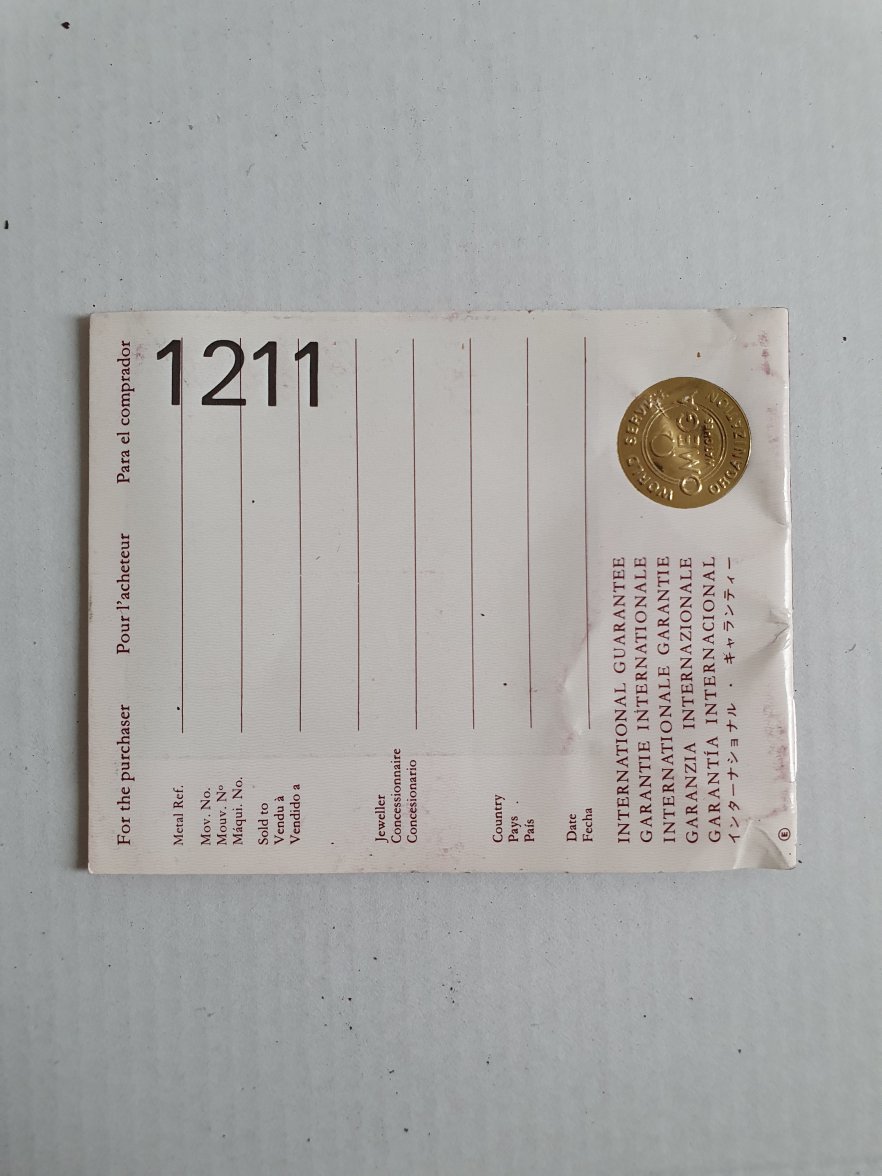 For the purchaser Pour l'acheteur Para el comprador
1211
Metal Ref.
Mov. No.
Mouv. Nº
Máqui. No.
Sold to
Vendu à
Vendido a
Jeweller
Concessionnaire
Concesionario
Country
Pays
País
Date
Fecha
INTERNATIONAL GUARANTEE
GARANTIE INTERNATIONALE
INTERNATIONALE GARANTIE
GARANZIA INTERNAZIONALE
GARANTÍA INTERNACIONAL
インターナショナル・ギャランティー
WORLD SERVICE
Ω
OMEGA
WATCHES
ORGANIZATION
E